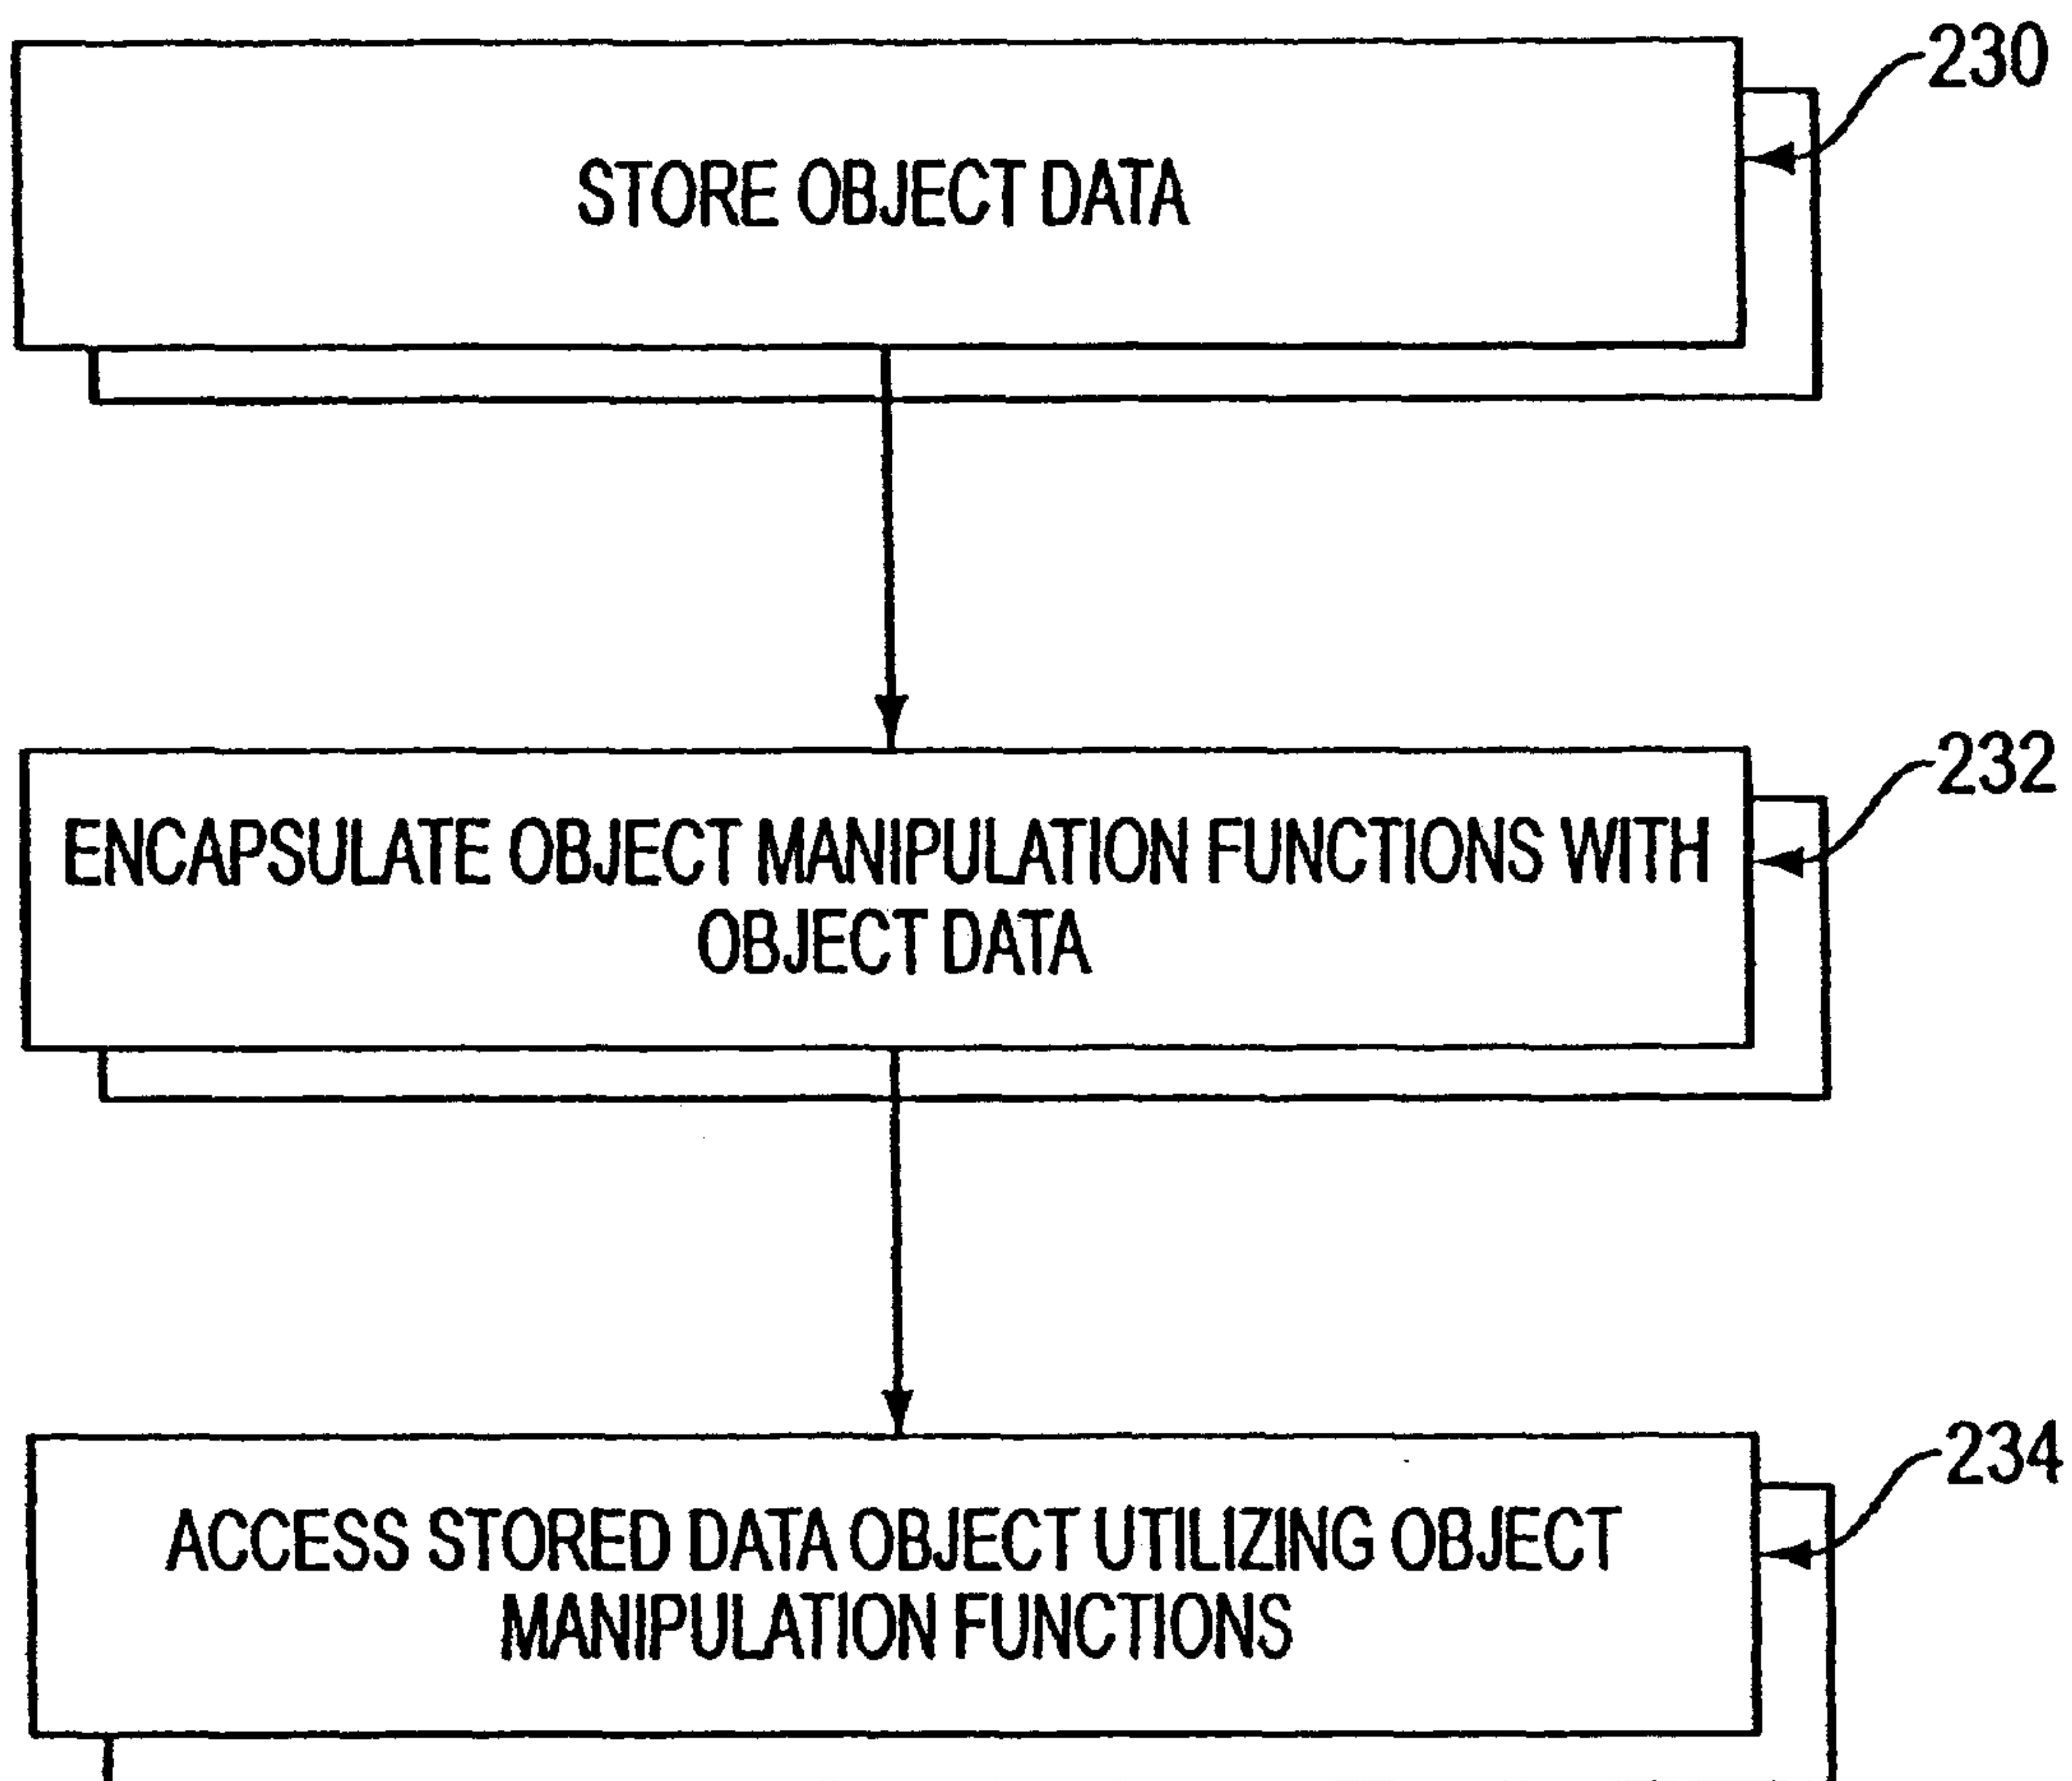 230
STORE OBJECT DATA
232
ENCAPSULATE OBJECT MANIPULATION FUNCTIONS WITH
OBJECT DATA
234
ACCESS STORED DATA OBJECT UTILIZING OBJECT
MANIPULATION FUNCTIONS